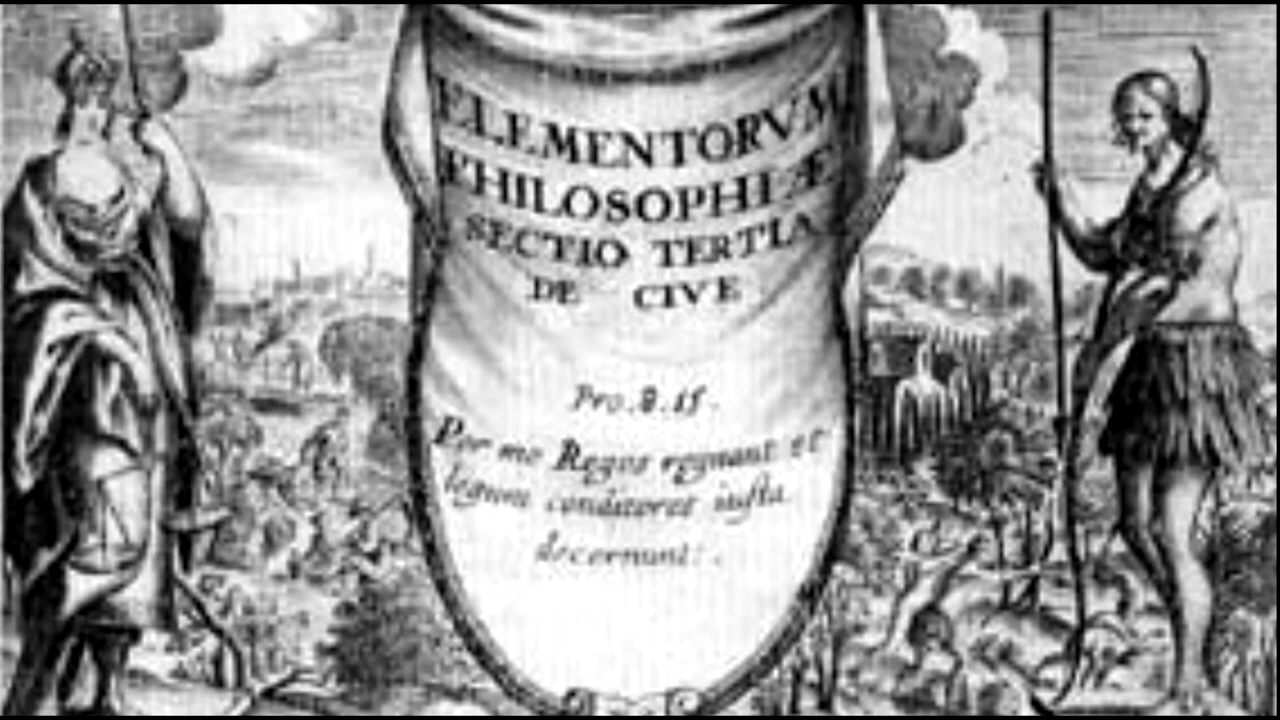 ELEMENTORVM
PHILOSOPHIÆ
SECTIO TERTIA
DE CIVE
Pro. 8. 15.
Per me Reges regnant et
legum conditores iusta
decernunt:.